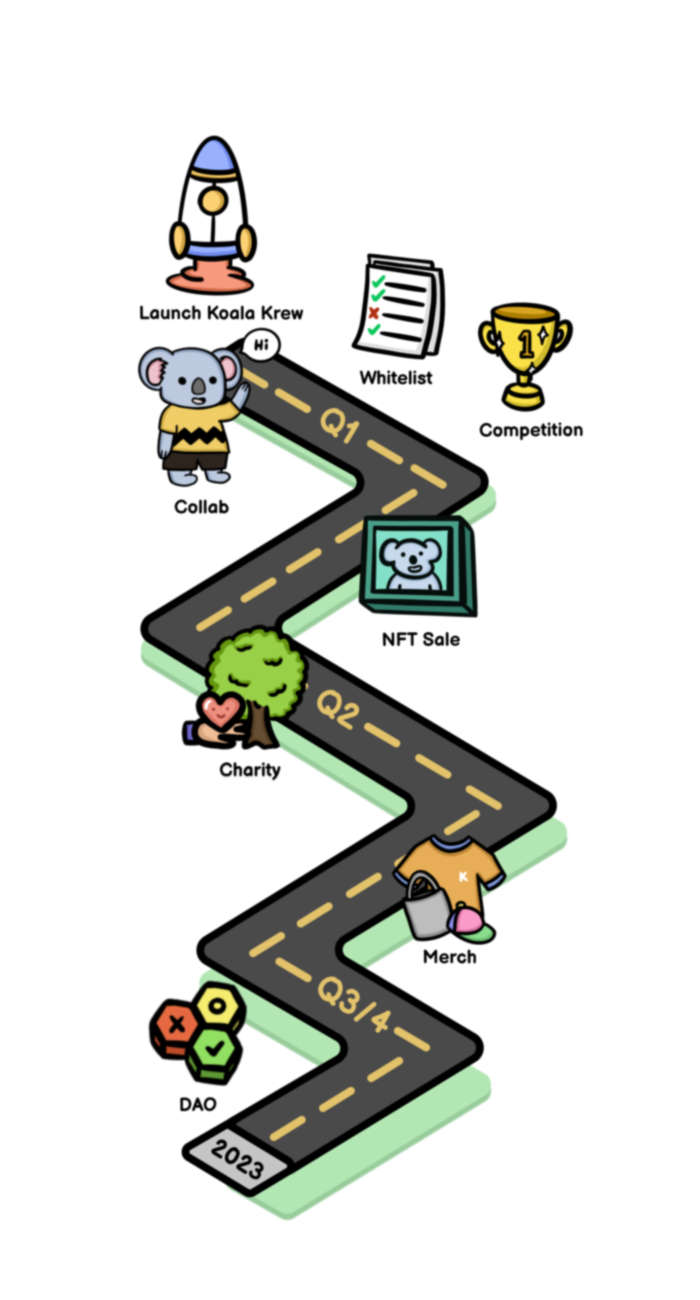 Launch Koala Krew
Hi
1
Whitelist
Competition
Q1
Collab
NFT Sale
Q2
Charity
K
Merch
Q3/4
DAO
2023